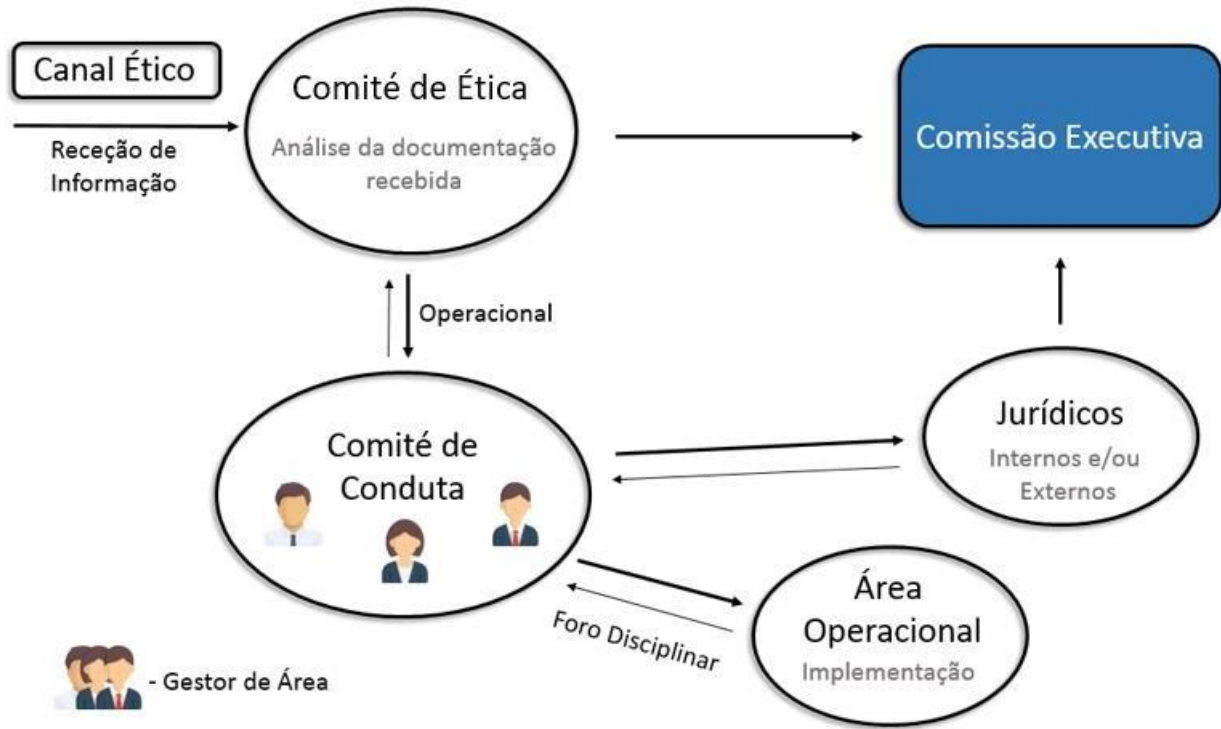 Canal Ético
Receção de
Informação
Comité de Ética
Análise da documentação
recebida
Comissão Executiva
Operacional
Comité de
Conduta
Jurídicos
Internos e/ou
Externos
Foro Disciplinar
Área
Operacional
Implementação
- Gestor de Área